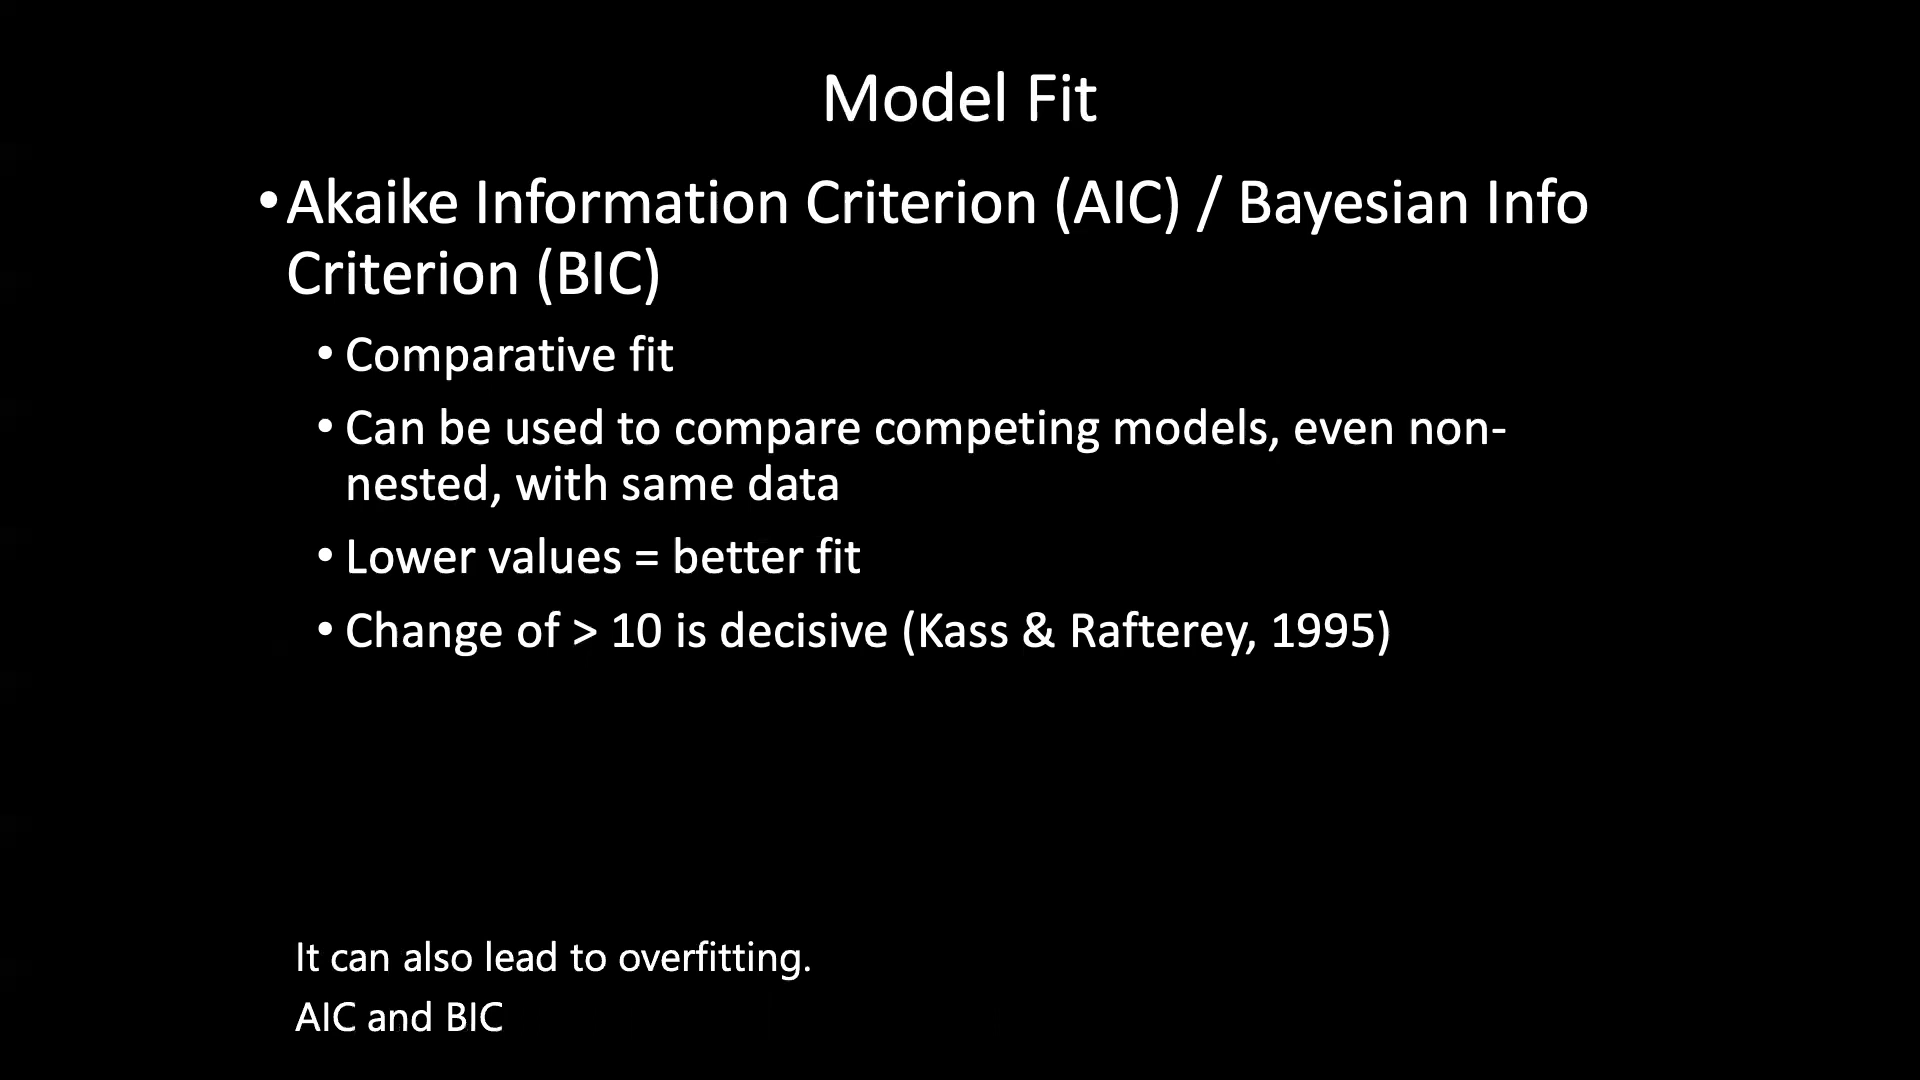 Model Fit
•Akaike Information Criterion (AIC) / Bayesian Info
Criterion (BIC)
• Comparative fit
• Can be used to compare competing models, even non-
nested, with same data
• Lower values = better fit
• Change of > 10 is decisive (Kass & Rafterey, 1995)
It can also lead to overfitting.
AIC and BIC